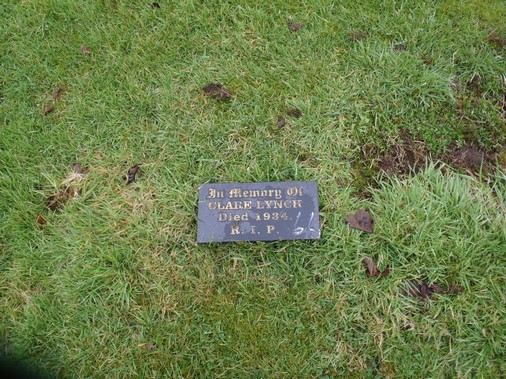 In Memory Of
CLARE LYNCH
Died 1934.
R. I. P.